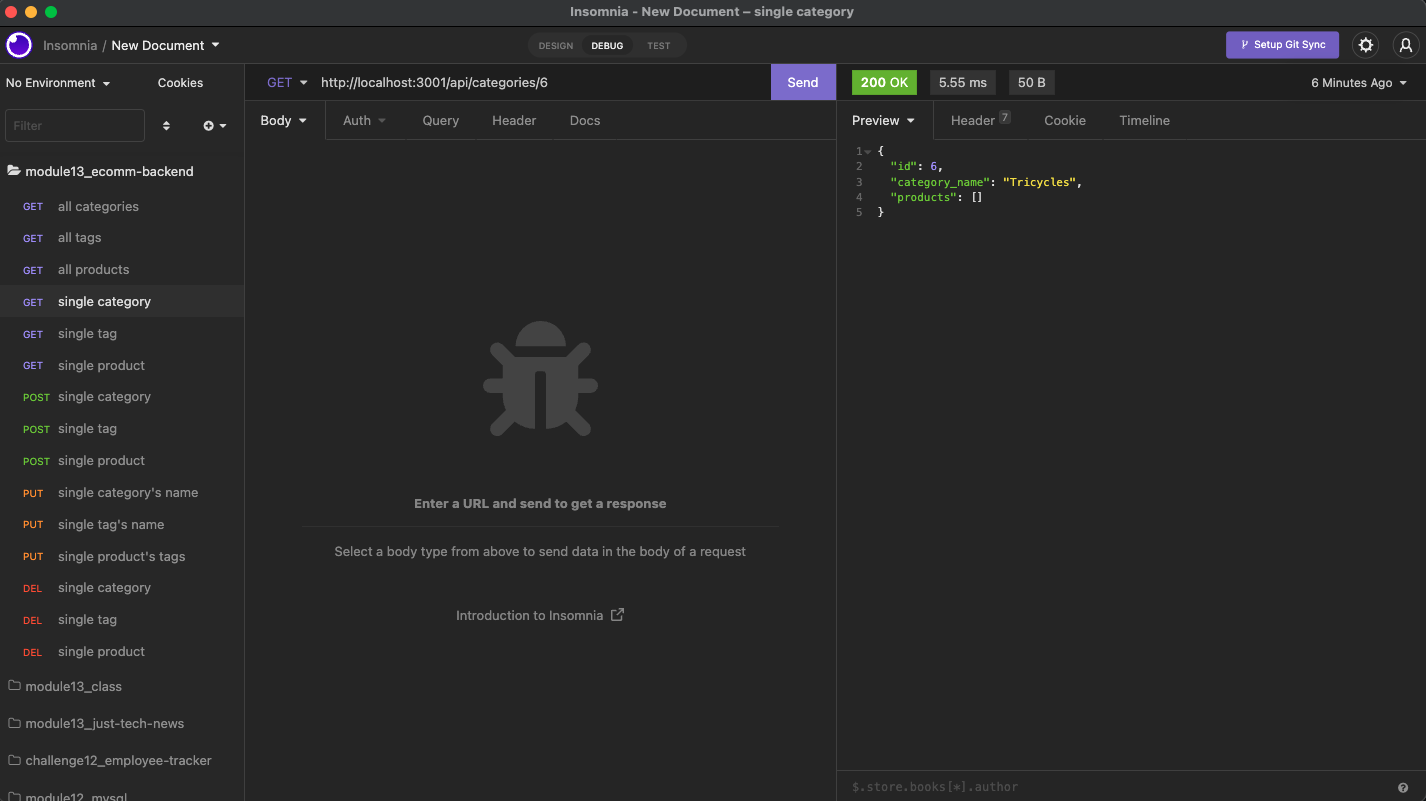 Insomnia - New Document – single category
Insomnia / New Document
DESIGN DEBUG TEST
Setup Git Sync
No Environment Cookies
GET http://localhost:3001/api/categories/6 Send
200 OK 5.55 ms 50 B 6 Minutes Ago
Filter
Body Auth Query Header Docs
Preview Header 7 Cookie Timeline
module13_ecomm-backend
GET all categories
GET all tags
GET all products
GET single category
GET single tag
GET single product
POST single category
POST single tag
POST single product
PUT single category's name
PUT single tag's name
PUT single product's tags
DEL single category
DEL single tag
DEL single product
module13_class
module13_just-tech-news
challenge12_employee-tracker
module12_mysql
Enter a URL and send to get a response
Select a body type from above to send data in the body of a request
Introduction to Insomnia
1 {
2 "id": 6,
3 "category_name": "Tricycles",
4 "products": []
5 }
$.store.books[*].author